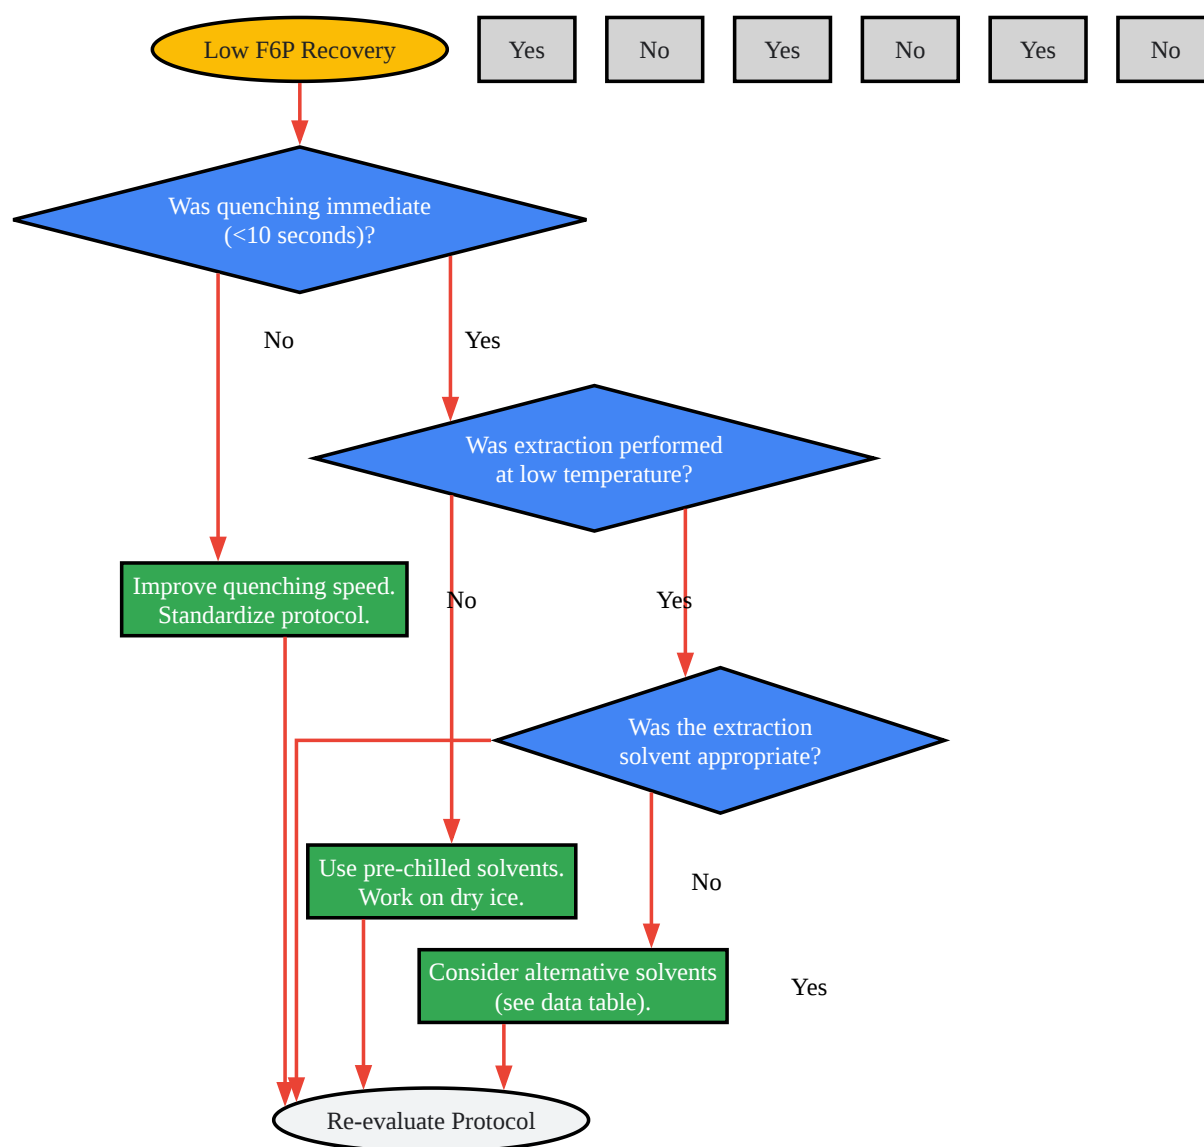 Low F6P Recovery
Yes
No
Yes
No
Yes
No
Was quenching immediate
(<10 seconds)?
No
Yes
Was extraction performed
at low temperature?
Improve quenching speed.
Standardize protocol.
No
Yes
Was the extraction
solvent appropriate?
Use pre-chilled solvents.
Work on dry ice.
No
Consider alternative solvents
(see data table).
Yes
Re-evaluate Protocol